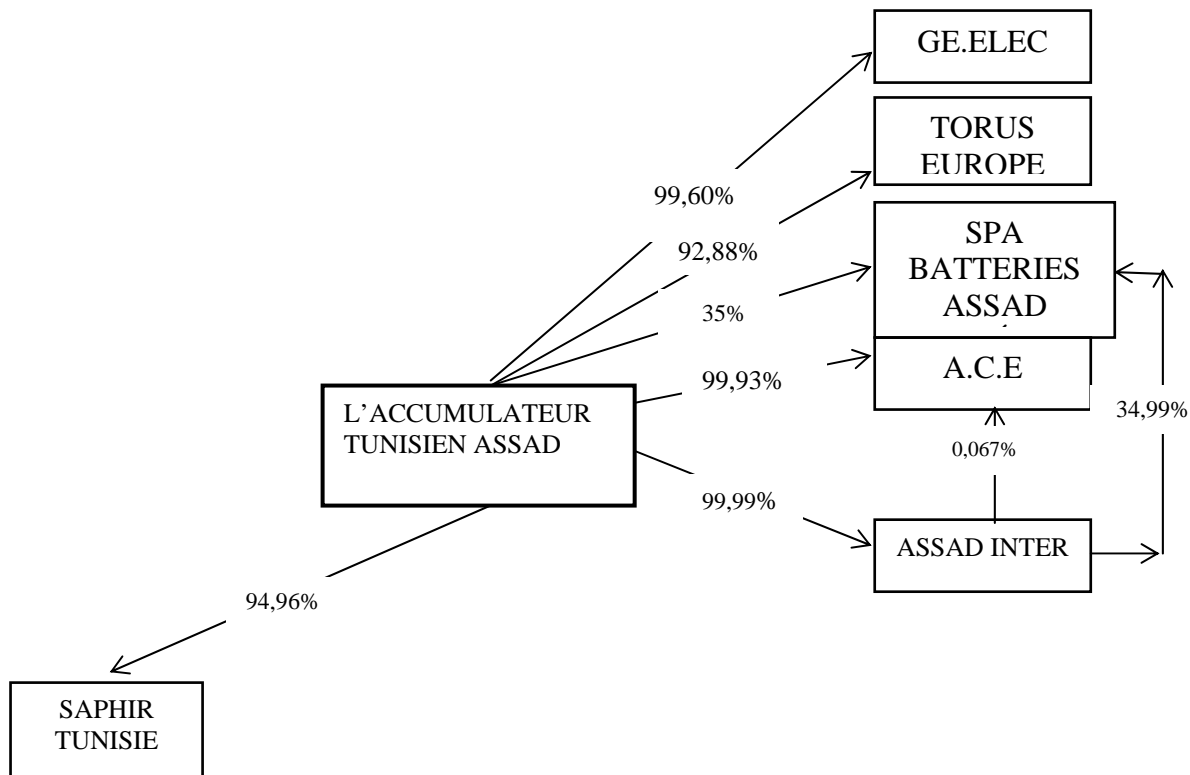 GE.ELEC
TORUS
EUROPE
99,60%
92,88%
SPA
BATTERIES
ASSAD
35%
A.C.E
99,93%
L'ACCUMULATEUR
TUNISIEN ASSAD
34,99%
0,067%
99,99%
ASSAD INTER
94,96%
SAPHIR
TUNISIE